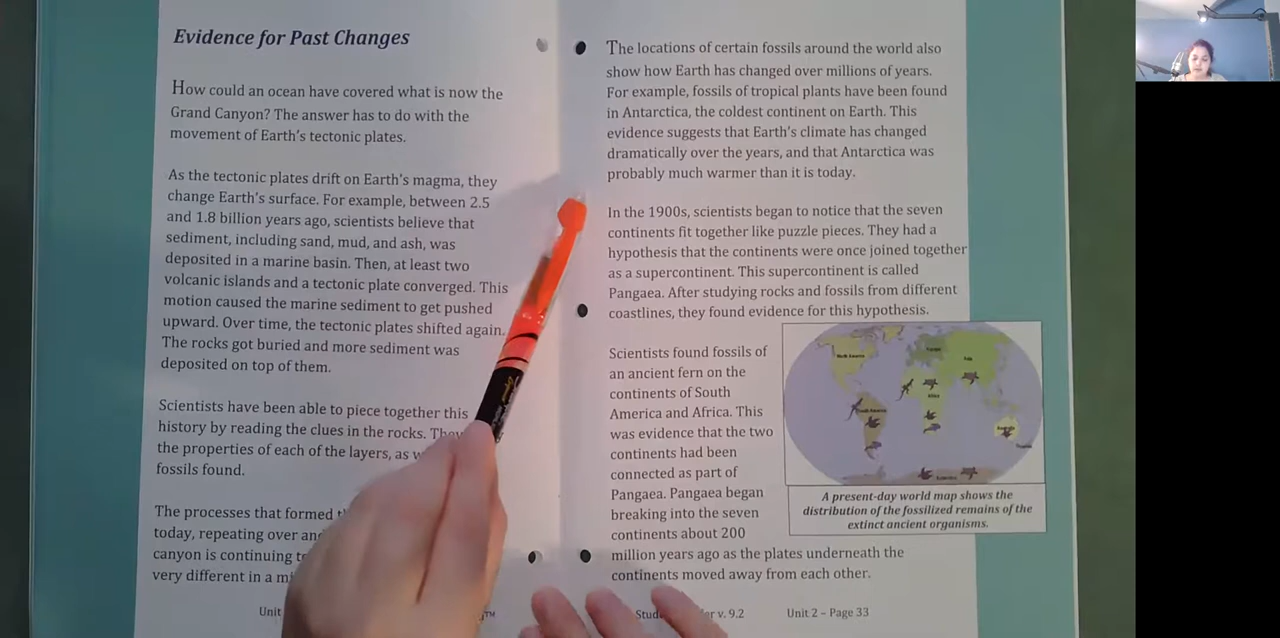 Evidence for Past Changes
How could an ocean have covered what is now the
Grand Canyon? The answer has to do with the
movement of Earth's tectonic plates.
As the tectonic plates drift on Earth's magma, they
change Earth's surface. For example, between 2.5
and 1.8 billion years ago, scientists believe that
sediment, including sand, mud, and ash, was
deposited in a marine basin. Then, at least two
volcanic islands and a tectonic plate converged. This
motion caused the marine sediment to get pushed
upward. Over time, the tectonic plates shifted again.
The rocks got buried and more sediment was
deposited on top of them.
Scientists have been able to piece together this
history by reading the clues in the rocks. They
the properties of each of the layers, as
fossils found.
The processes that formed
today, repeating over
canyon is continuing
very different in a
Unit
The locations of certain fossils around the world also
show how Earth has changed over millions of years.
For example, fossils of tropical plants have been found
in Antarctica, the coldest continent on Earth. This
evidence suggests that Earth's climate has changed
dramatically over the years, and that Antarctica was
probably much warmer than it is today.
In the 1900s, scientists began to notice that the seven
continents fit together like puzzle pieces. They had a
hypothesis that the continents were once joined together
as a supercontinent. This supercontinent is called
Pangaea. After studying rocks and fossils from different
coastlines, they found evidence for this hypothesis.
Scientists found fossils of
an ancient fern on the
continents of South
America and Africa. This
was evidence that the two
continents had been
connected as part of
Pangaea. Pangaea began
breaking into the seven
continents about 200
million years ago as the plates underneath the
continents moved away from each other.
North America
Asia
Africa
South America
A present-day world map shows the
distribution of the fossilized remains of the
extinct ancient organisms.
v. 9.2 Unit 2 – Page 33